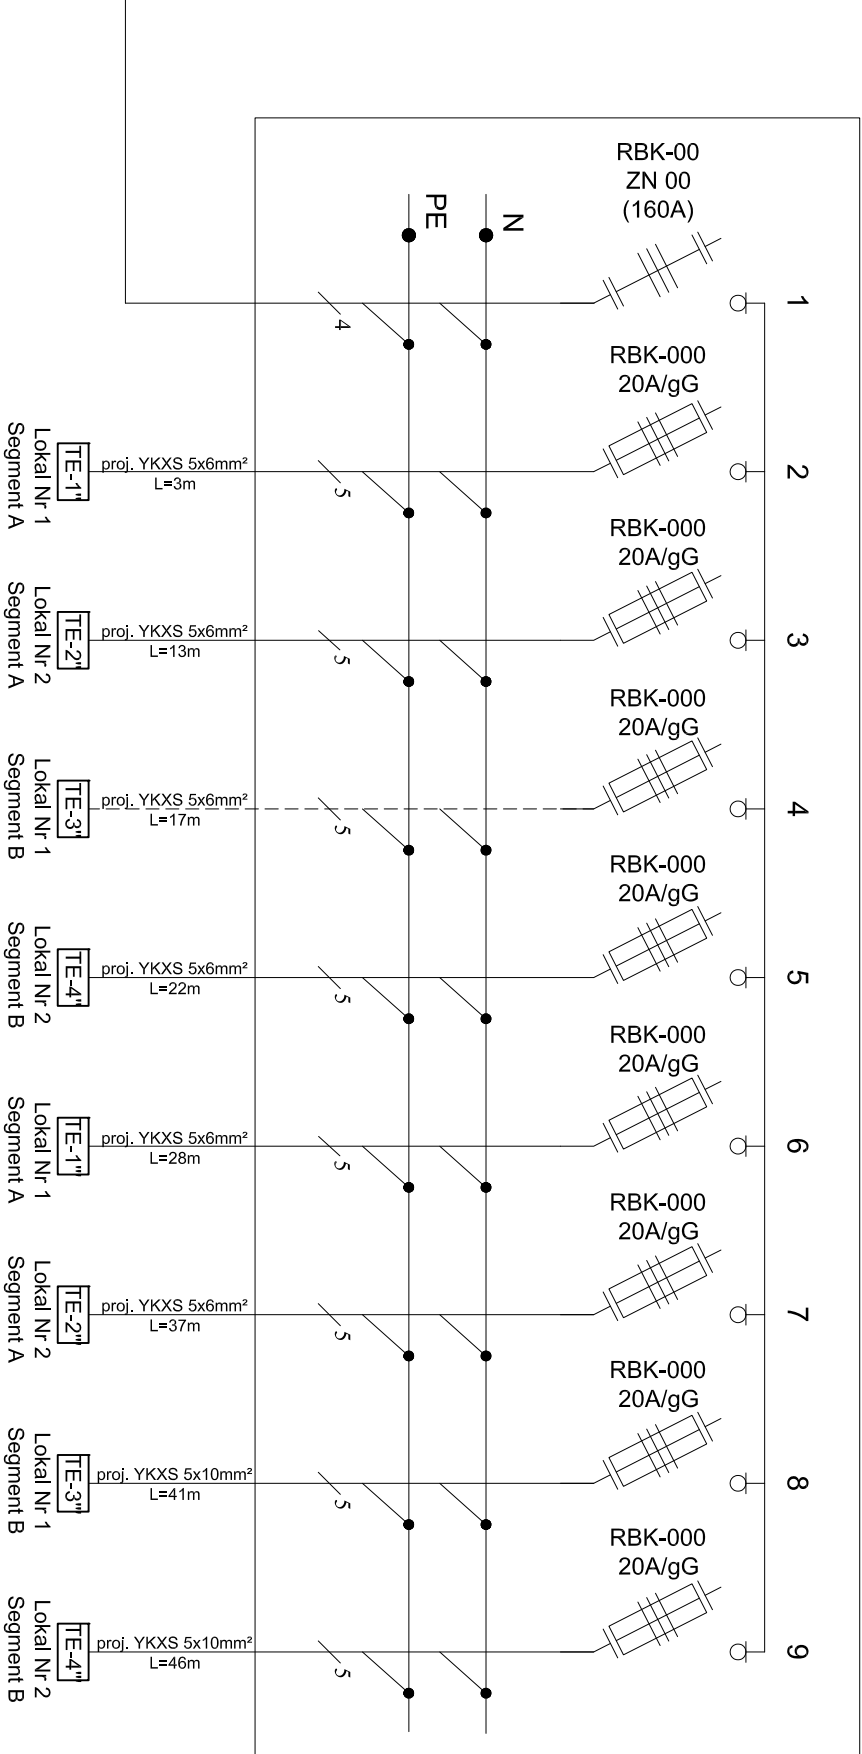 RBK-00
ZN 00
(160A)
N
PE
1
4
RBK-000
20A/gG
2
proj. YKXS 5x6mm²
L=3m
5
TE-1"
Lokal Nr 1
Segment A
RBK-000
20A/gG
3
proj. YKXS 5x6mm²
L=13m
5
TE-2"
Lokal Nr 2
Segment A
RBK-000
20A/gG
4
proj. YKXS 5x6mm²
L=17m
5
TE-3"
Lokal Nr 1
Segment B
RBK-000
20A/gG
5
proj. YKXS 5x6mm²
L=22m
5
TE-4"
Lokal Nr 2
Segment B
RBK-000
20A/gG
6
proj. YKXS 5x6mm²
L=28m
5
TE-1'"
Lokal Nr 1
Segment A
RBK-000
20A/gG
7
proj. YKXS 5x6mm²
L=37m
5
TE-2'"
Lokal Nr 2
Segment A
RBK-000
20A/gG
8
proj. YKXS 5x10mm²
L=41m
5
TE-3'"
Lokal Nr 1
Segment B
RBK-000
20A/gG
9
proj. YKXS 5x10mm²
L=46m
5
TE-4'"
Lokal Nr 2
Segment B